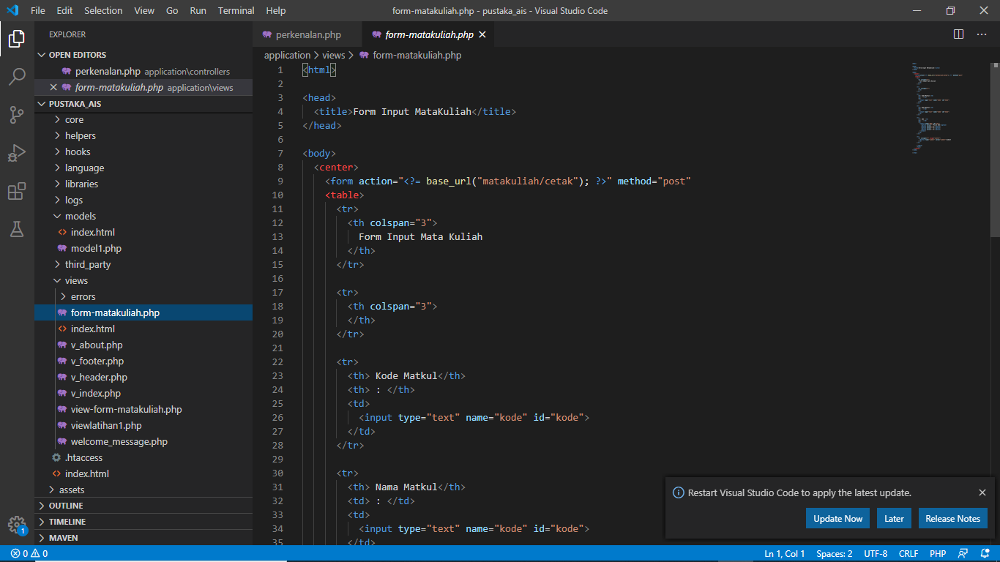 File Edit Selection View Go Run Terminal Help
form-matakuliah.php - pustaka_ais - Visual Studio Code
EXPLORER
OPEN EDITORS
perkenalan.php application\controllers
form-matakuliah.php application\views
PUSTAKA_AIS
core
helpers
hooks
language
libraries
logs
models
index.html
model1.php
third_party
views
errors
form-matakuliah.php
index.html
v_about.php
v_footer.php
v_header.php
v_index.php
view-form-matakuliah.php
viewlatihan1.php
welcome_message.php
.htaccess
index.html
assets
OUTLINE
TIMELINE
MAVEN
1
perkenalan.php
form-matakuliah.php
application > views > form-matakuliah.php
1 <html>
2
3 <head>
4 <title>Form Input MataKuliah</title>
5 </head>
6
7 <body>
8 <center>
9 <form action="<?= base_url("matakuliah/cetak"); ?>" method="post"
10 <table>
11 <tr>
12 <th colspan="3">
13 Form Input Mata Kuliah
14 </th>
15 </tr>
16
17 <tr>
18 <th colspan="3">
19 </th>
20 </tr>
21
22 <tr>
23 <th> Kode Matkul</th>
24 <th> : </th>
25 <td>
26 <input type="text" name="kode" id="kode">
27 </td>
28 </tr>
29
30 <tr>
31 <th> Nama Matkul</th>
32 <td> : </td>
33 <td>
34 <input type="text" name="kode" id="kode">
35 </td>
Restart Visual Studio Code to apply the latest update.
Update Now Later Release Notes
0 0
Ln 1, Col 1 Spaces: 2 UTF-8 CRLF PHP